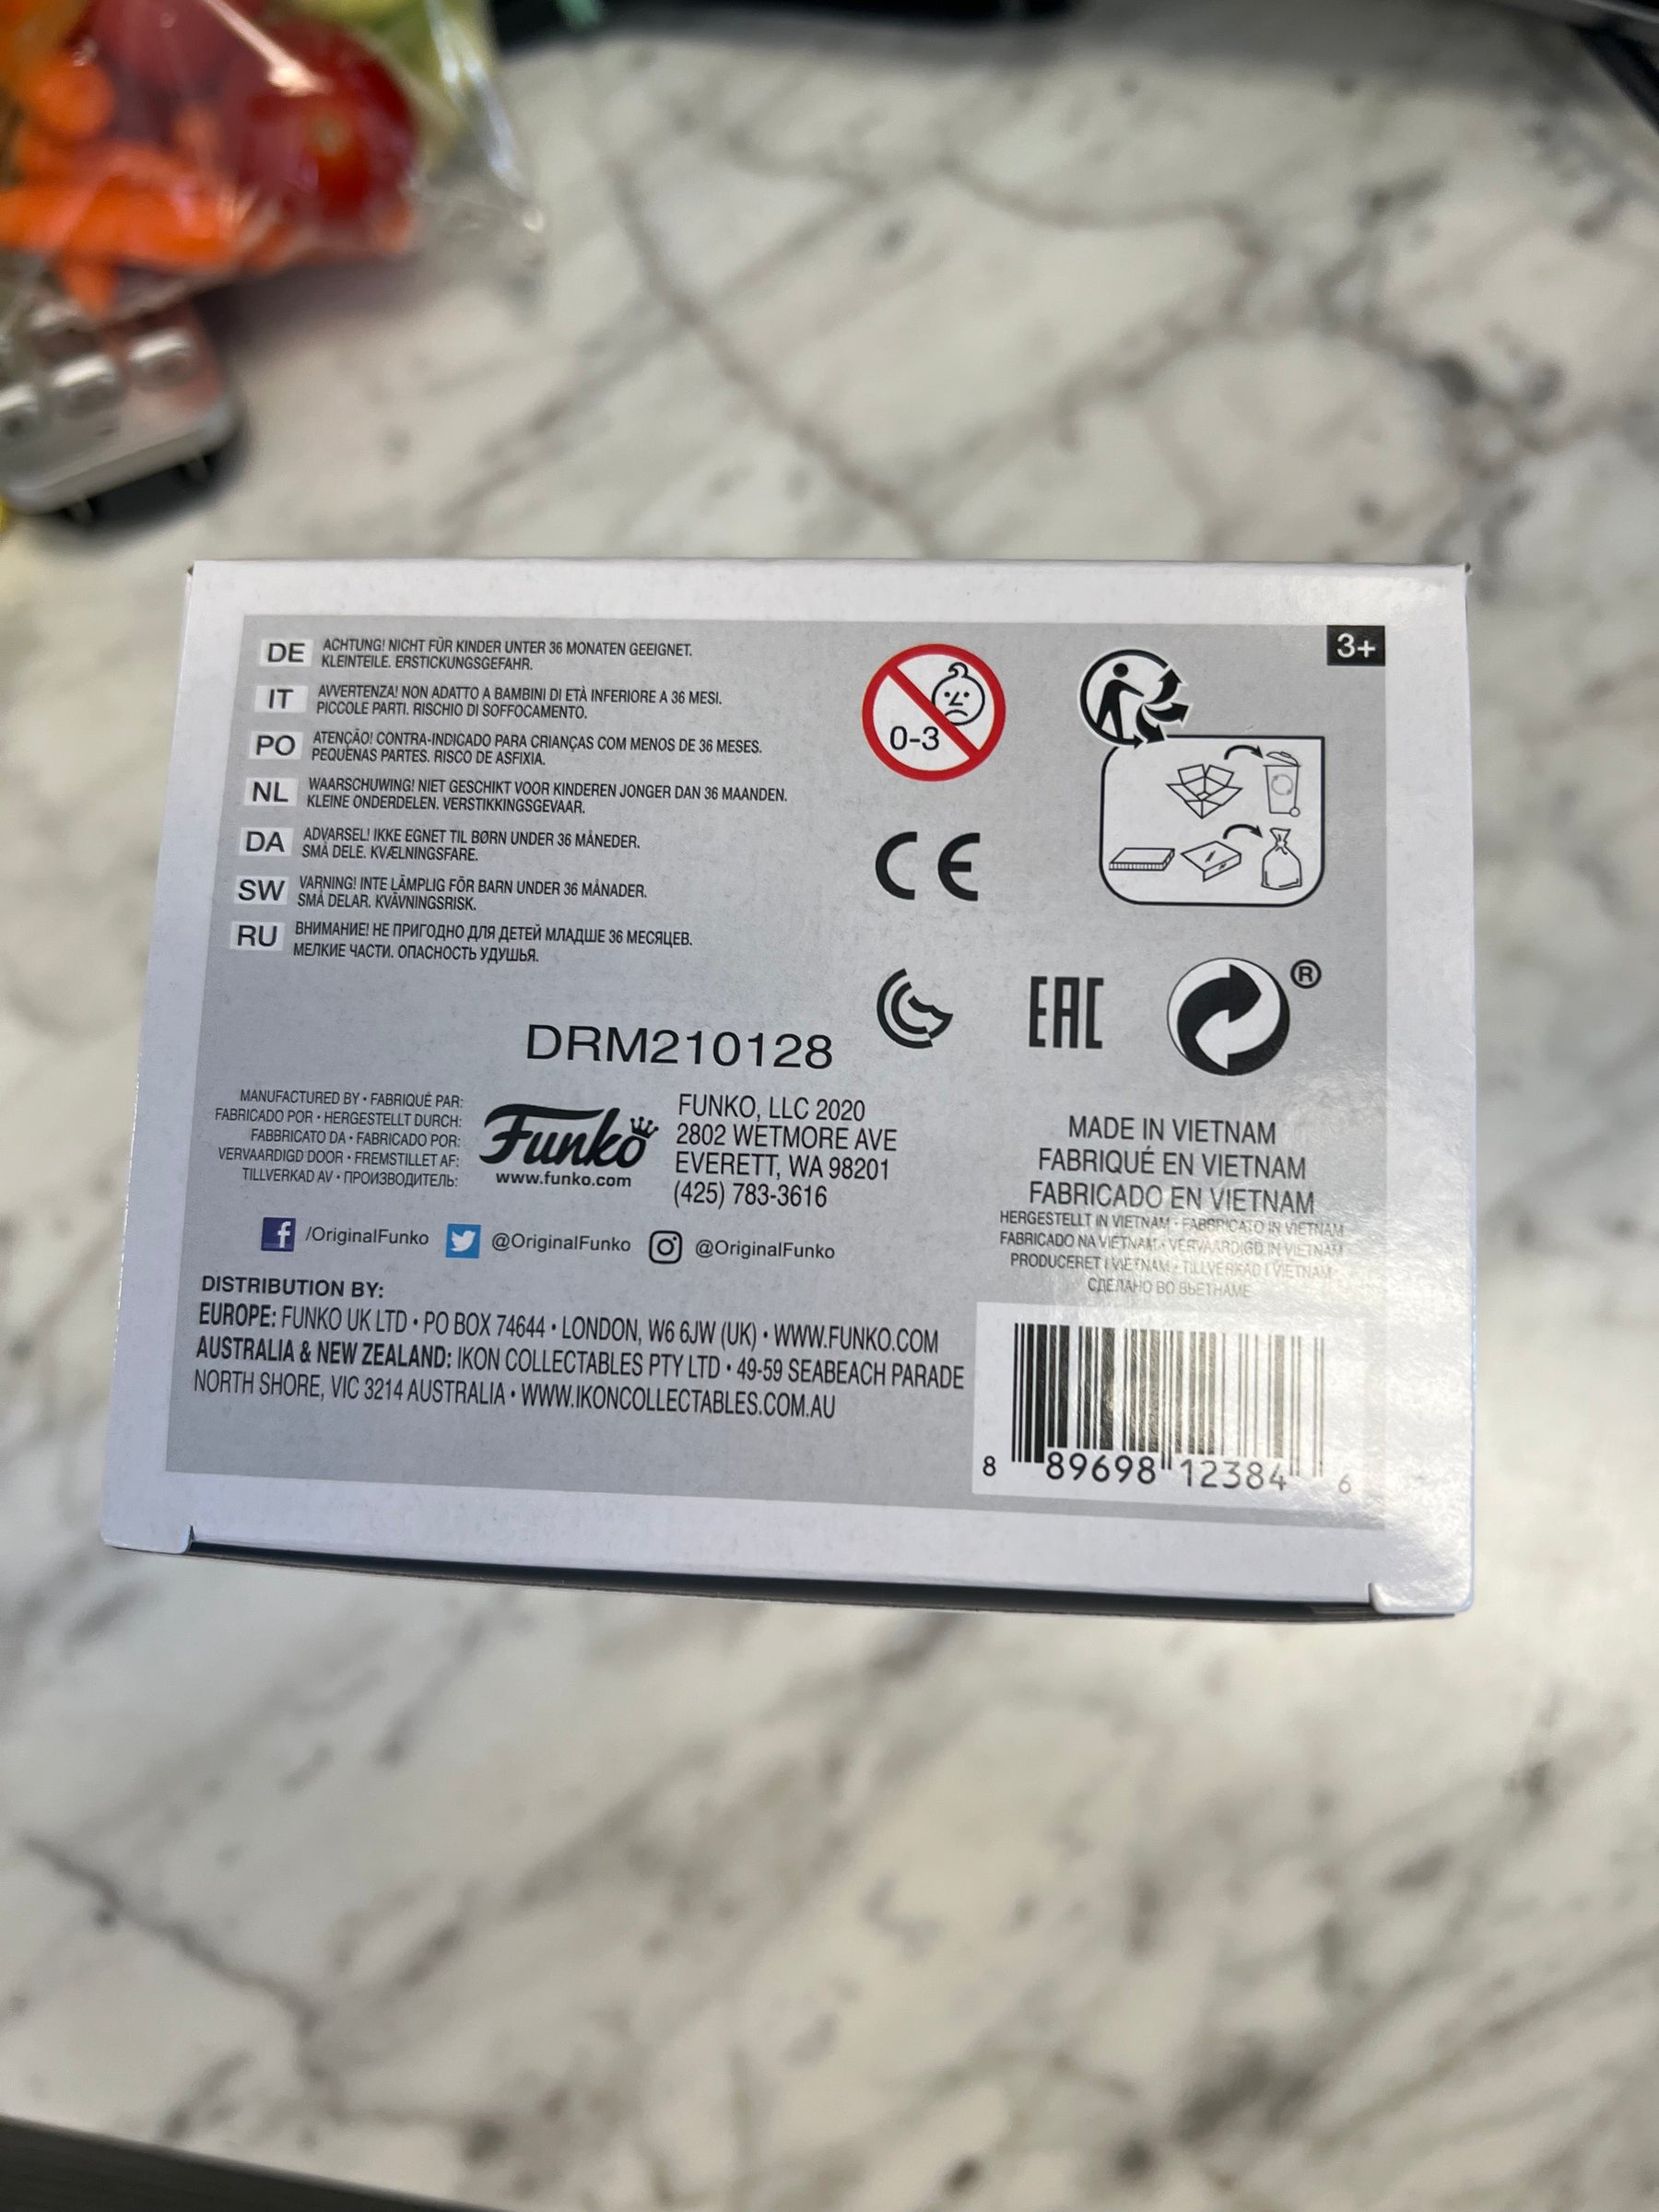 DE ACHTUNG! NICHT FÜR KINDER UNTER 36 MONATEN GEEIGNET.
KLEINTEILE. ERSTICKUNGSGEFAHR.
IT AVVERTENZA! NON ADATTO A BAMBINI DI ETÀ INFERIORE A 36 MESI.
PICCOLE PARTI. RISCHIO DI SOFFOCAMENTO.
PO ATENÇÃO! CONTRA-INDICADO PARA CRIANÇAS COM MENOS DE 36 MESES.
PEQUENAS PARTES. RISCO DE ASFIXIA.
NL WAARSCHUWING! NIET GESCHIKT VOOR KINDEREN JONGER DAN 36 MAANDEN.
KLEINE ONDERDELEN. VERSTIKKINGSGEVAAR.
DA ADVARSEL! IKKE EGNET TIL BØRN UNDER 36 MÅNEDER.
SMÅ DELE. KVÆLNINGSFARE.
SW VARNING! INTE LÄMPLIG FÖR BARN UNDER 36 MÅNADER.
SMÅ DELAR. KVÄVNINGSRISK.
RU ВНИМАНИЕ! НЕ ПРИГОДНО ДЛЯ ДЕТЕЙ МЛАДШЕ 36 МЕСЯЦЕВ.
МЕЛКИЕ ЧАСТИ. ОПАСНОСТЬ УДУШЬЯ.
0-3
3+
CE
EAC
®
DRM210128
MANUFACTURED BY • FABRIQUÉ PAR:
FABRICADO POR • HERGESTELLT DURCH:
FABBRICATO DA • FABRICADO POR:
VERVAARDIGD DOOR • FREMSTILLET AF:
TILLVERKAD AV • ПРОИЗВОДИТЕЛЬ:
Funko
www.funko.com
FUNKO, LLC 2020
2802 WETMORE AVE
EVERETT, WA 98201
(425) 783-3616
f /OriginalFunko @OriginalFunko @OriginalFunko
MADE IN VIETNAM
FABRIQUÉ EN VIETNAM
FABRICADO EN VIETNAM
HERGESTELLT IN VIETNAM • FABBRICATO IN VIETNAM
FABRICADO NA VIETNAM • VERVAARDIGD IN VIETNAM
PRODUCERET I VIETNAM • TILLVERKAD I VIETNAM
СДЕЛАНО ВО ВЬЕТНАМЕ
DISTRIBUTION BY:
EUROPE: FUNKO UK LTD • PO BOX 74644 • LONDON, W6 6JW (UK) • WWW.FUNKO.COM
AUSTRALIA & NEW ZEALAND: IKON COLLECTABLES PTY LTD • 49-59 SEABEACH PARADE
NORTH SHORE, VIC 3214 AUSTRALIA • WWW.IKONCOLLECTABLES.COM.AU
8 89698 12384 6